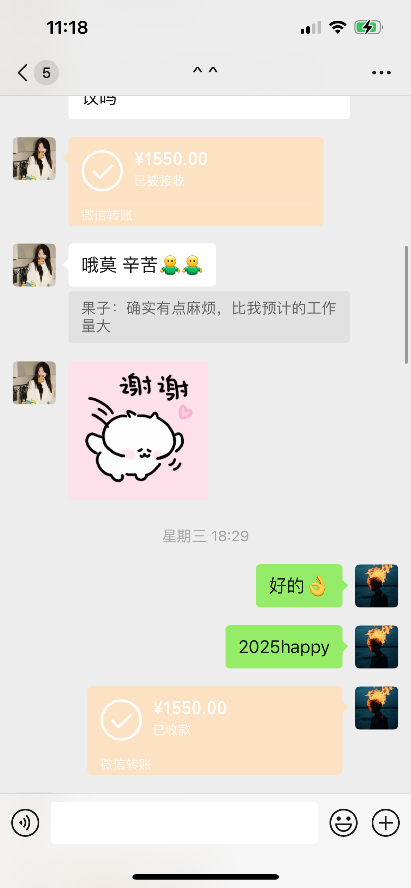 11:18
5
^ ^
议吗
¥1550.00
已被接收
微信转账
哦莫 辛苦
果子：确实有点麻烦，比我预计的工作
量大
谢谢
星期三 18:29
好的👌
2025happy
¥1550.00
已收款
微信转账